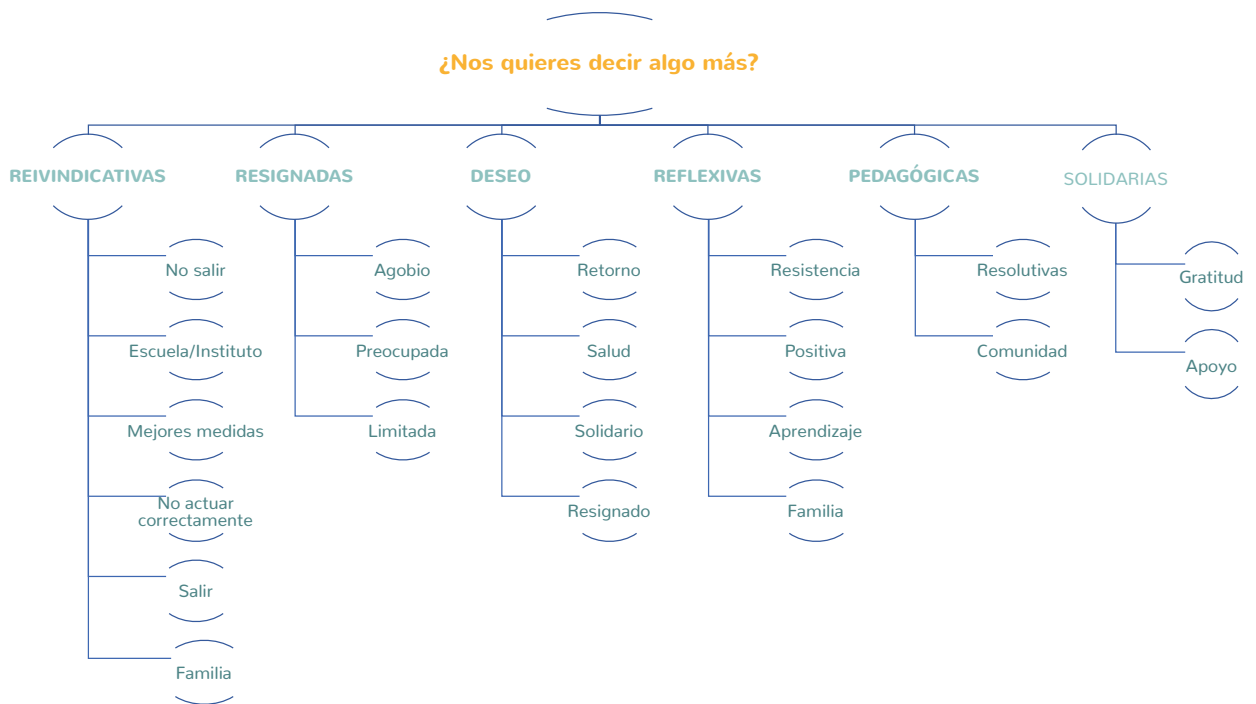 ¿Nos quieres decir algo más?
REIVINDICATIVAS
No salir
Escuela/Instituto
Mejores medidas
No actuar
correctamente
Salir
Familia
RESIGNADAS
Agobio
Preocupada
Limitada
DESEO
Retorno
Salud
Solidario
Resignado
REFLEXIVAS
Resistencia
Positiva
Aprendizaje
Familia
PEDAGÓGICAS
Resolutivas
Comunidad
SOLIDARIAS
Gratitud
Apoyo